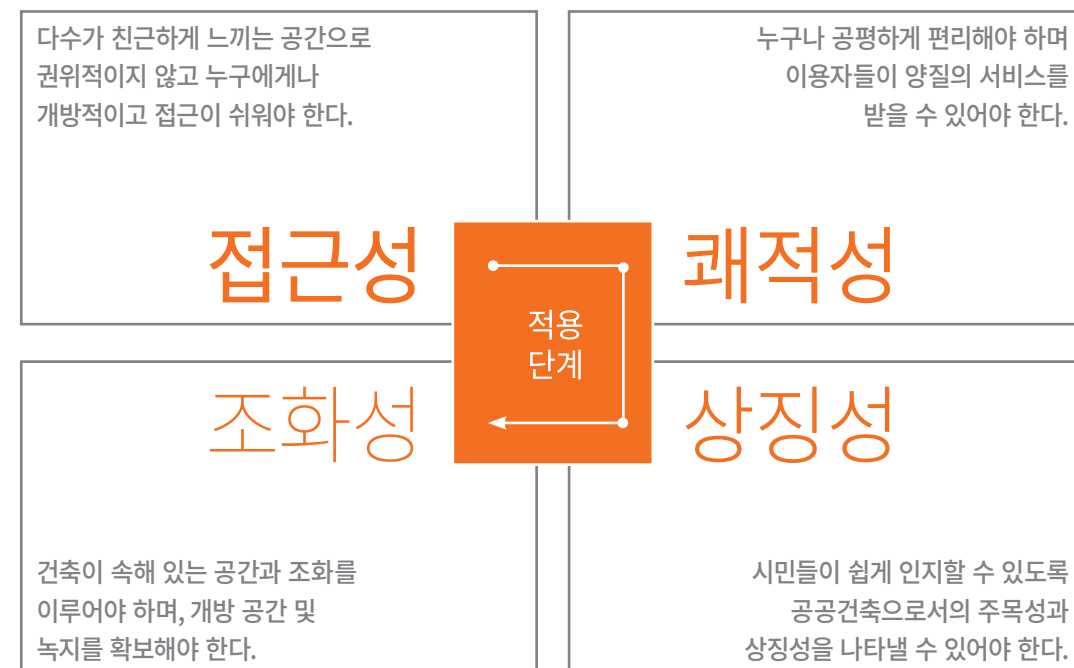 다수가 친근하게 느끼는 공간으로
권위적이지 않고 누구에게나
개방적이고 접근이 쉬워야 한다.
접근성
누구나 공평하게 편리해야 하며
이용자들이 양질의 서비스를
받을 수 있어야 한다.
쾌적성
적용
단계
조화성
건축이 속해 있는 공간과 조화를
이루어야 하며, 개방 공간 및
녹지를 확보해야 한다.
상징성
시민들이 쉽게 인지할 수 있도록
공공건축으로서의 주목성과
상징성을 나타낼 수 있어야 한다.